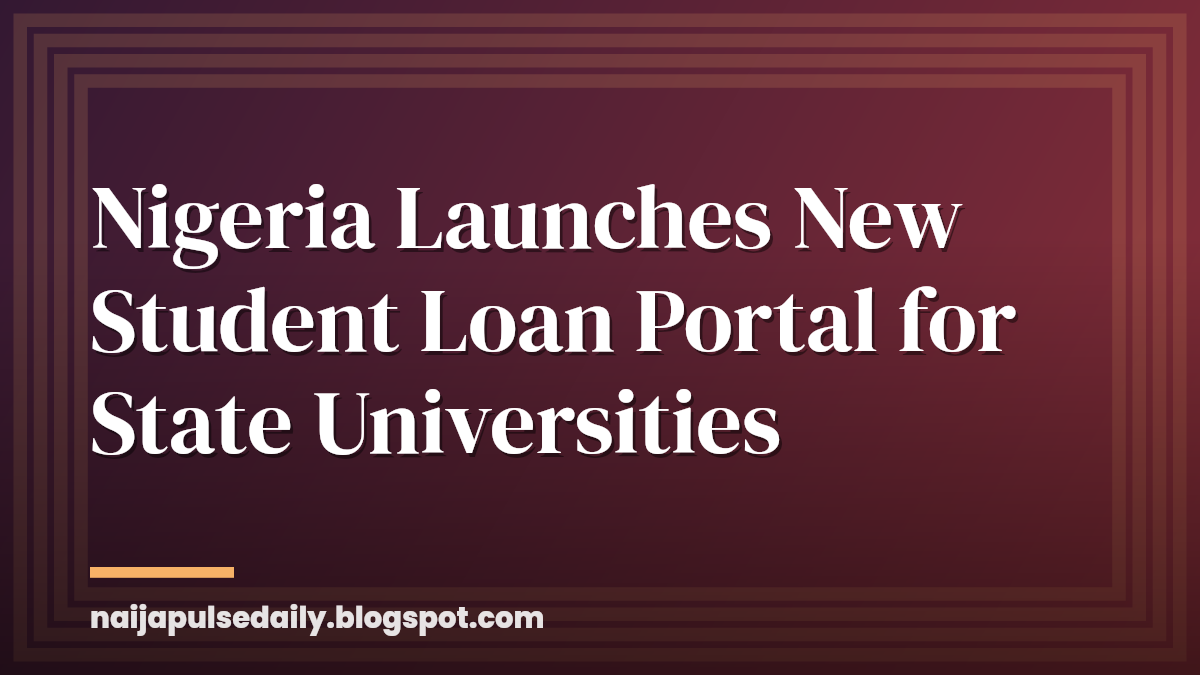 Nigeria Launches New
Student Loan Portal for
State Universities
naijapulsedaily.blogspot.com